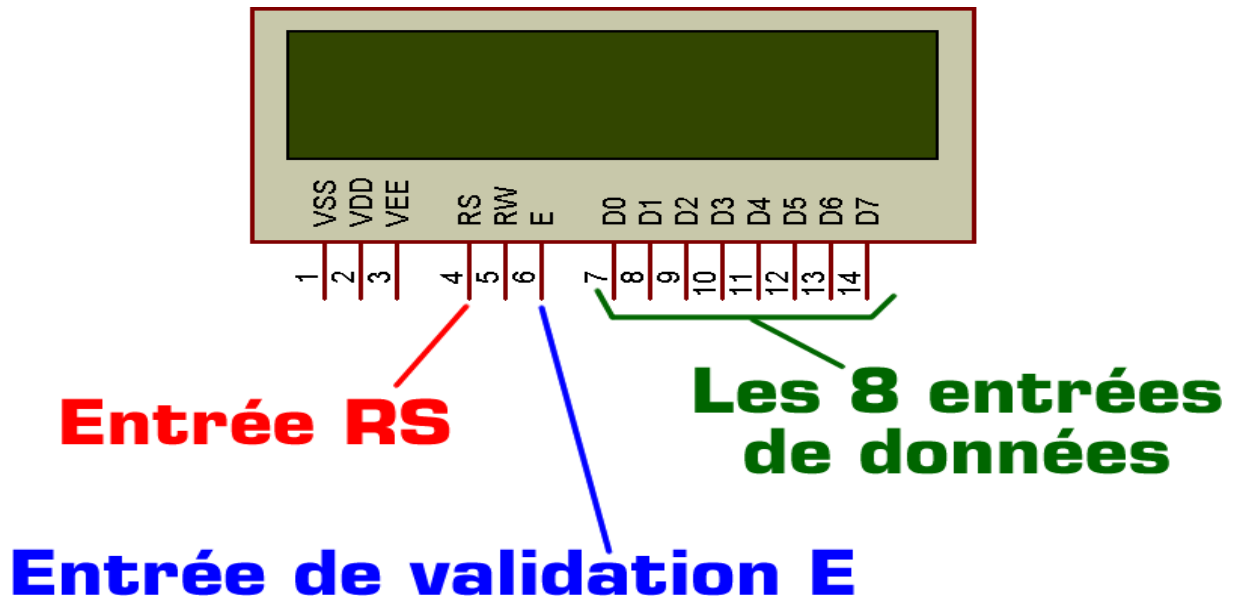 VSS VDD VEE RS RW E D0 D1 D2 D3 D4 D5 D6 D7
1 2 3 4 5 6 7 8 9 10 11 12 13 14
Entrée RS
Les 8 entrées
de données
Entrée de validation E